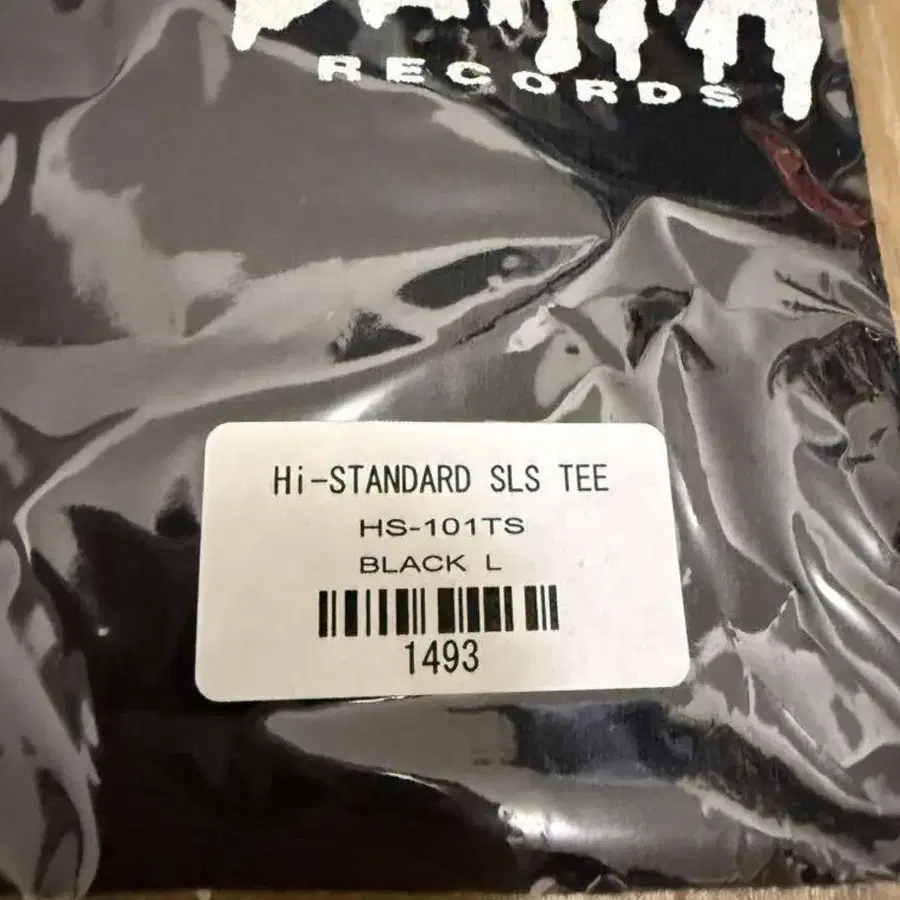 RECORDS
Hi-STANDARD SLS TEE
HS-101TS
BLACK L
1493